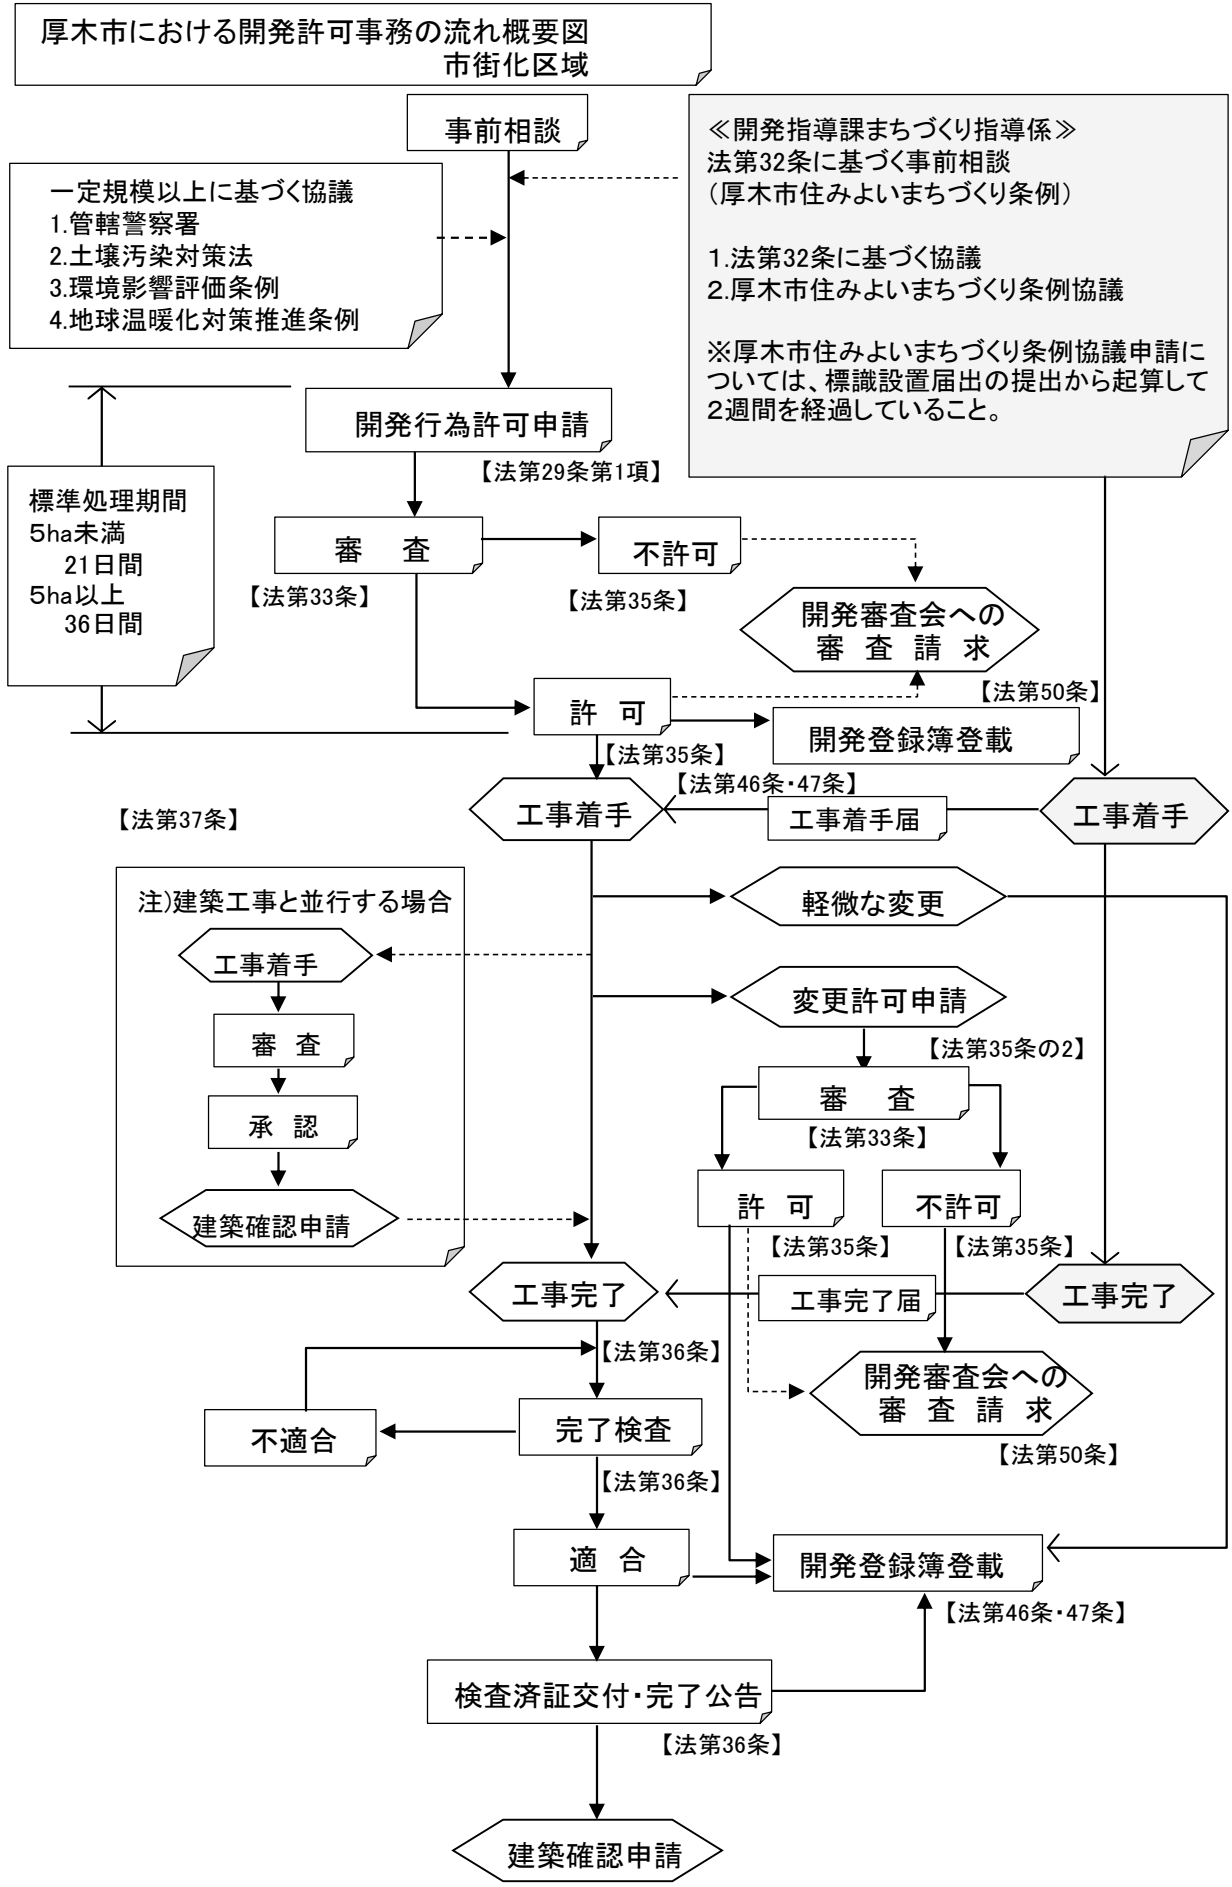 厚木市における開発許可事務の流れ概要図
市街化区域
事前相談
≪開発指導課まちづくり指導係≫
法第32条に基づく事前相談
（厚木市住みよいまちづくり条例）
１.法第32条に基づく協議
２.厚木市住みよいまちづくり条例協議
※厚木市住みよいまちづくり条例協議申請に
ついては、標識設置届出の提出から起算して
２週間を経過していること。
一定規模以上に基づく協議
1.管轄警察署
2.土壌汚染対策法
3.環境影響評価条例
4.地球温暖化対策推進条例
開発行為許可申請
【法第29条第1項】
標準処理期間
５ha未満
21日間
５ha以上
36日間
審　査
【法第33条】
不許可
【法第35条】
開発審査会への
審　査　請　求
【法第50条】
許　可
【法第35条】
開発登録簿登載
【法第46条・47条】
工事着手
工事着手届
工事着手
【法第37条】
注)建築工事と並行する場合
工事着手
審　査
承　認
建築確認申請
軽微な変更
変更許可申請
【法第35条の2】
審　査
【法第33条】
許　可
【法第35条】
不許可
【法第35条】
工事完了
工事完了届
工事完了
【法第36条】
開発審査会への
審　査　請　求
【法第50条】
不適合
完了検査
【法第36条】
適　合
開発登録簿登載
【法第46条・47条】
検査済証交付・完了公告
【法第36条】
建築確認申請